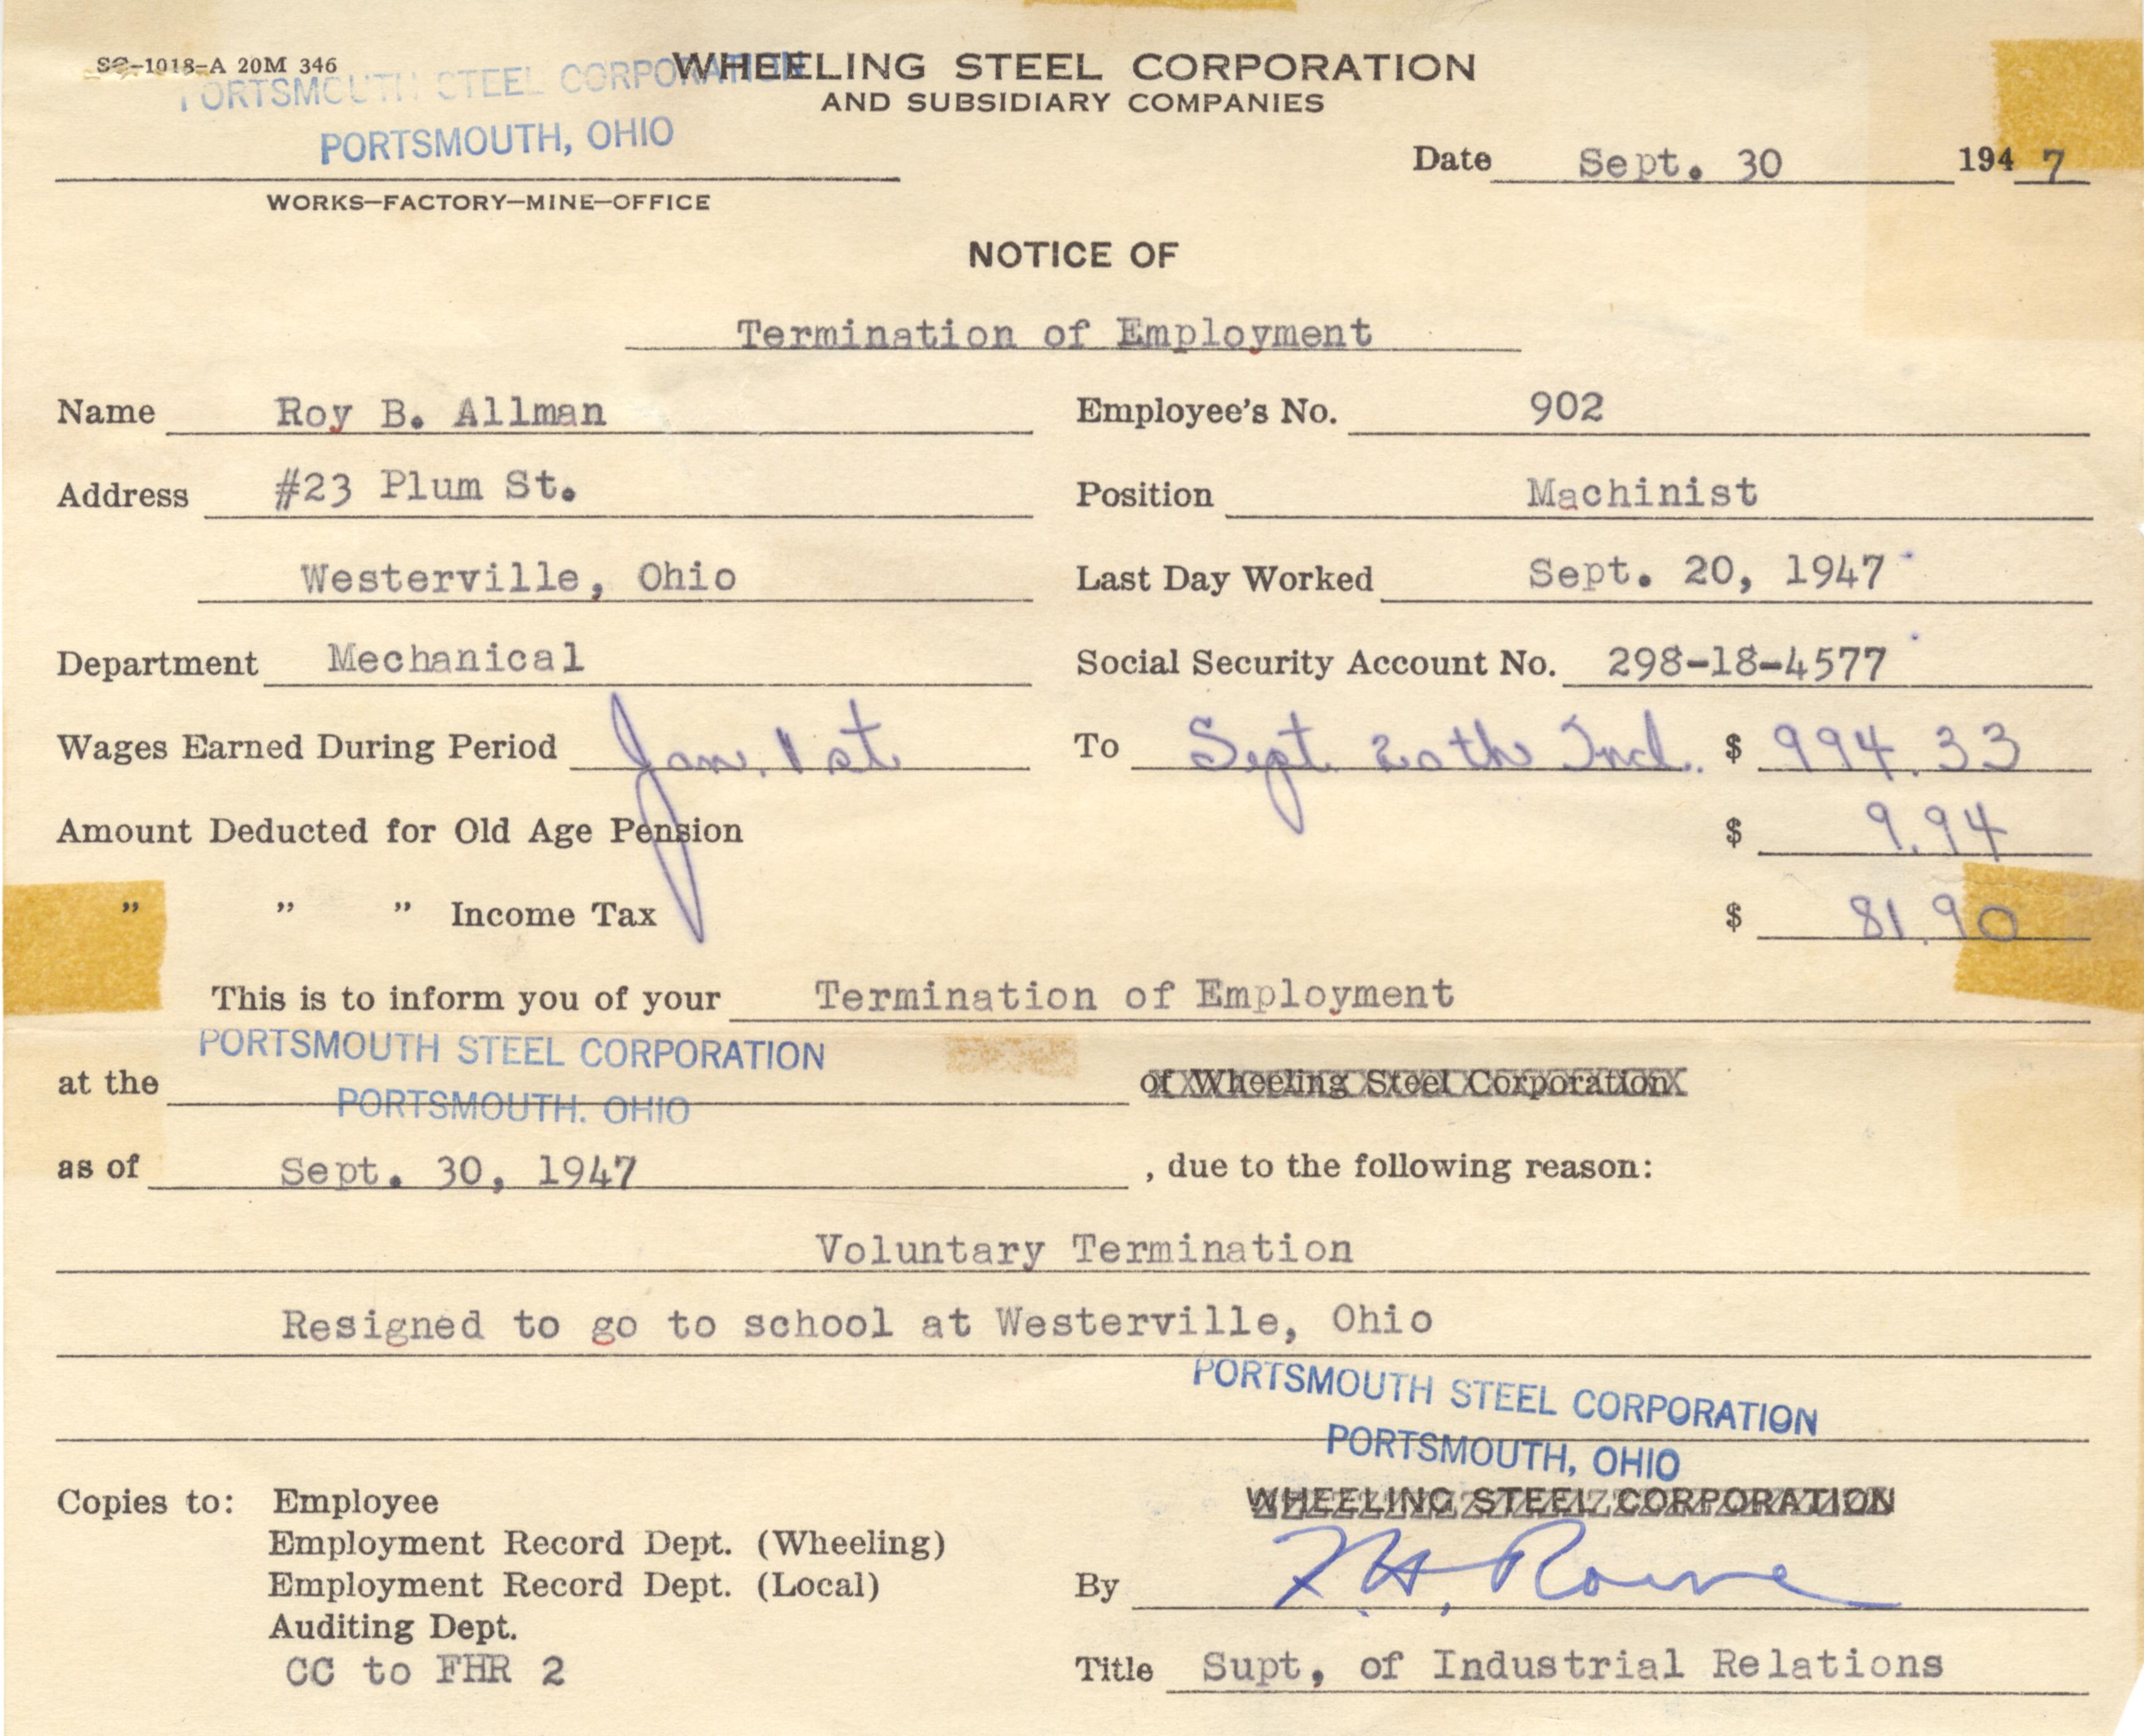 SC-1018-A 20M 346
WHEELING STEEL CORPORATION
PORTSMOUTH STEEL CORPORATION
AND SUBSIDIARY COMPANIES
PORTSMOUTH, OHIO
Date Sept. 30 1947
WORKS—FACTORY—MINE—OFFICE
NOTICE OF
Termination of Employment
Name Roy B. Allman Employee's No. 902
Address #23 Plum St. Position Machinist
Westerville, Ohio Last Day Worked Sept. 20, 1947
Department Mechanical Social Security Account No. 298-18-4577
Wages Earned During Period Jan. 1st To Sept. 20th Incl. $ 994.33
Amount Deducted for Old Age Pension $ 9.94
" " " Income Tax $ 81.90
This is to inform you of your Termination of Employment
PORTSMOUTH STEEL CORPORATION
at the of Wheeling Steel Corporation
PORTSMOUTH. OHIO
as of Sept. 30, 1947 , due to the following reason:
Voluntary Termination
Resigned to go to school at Westerville, Ohio
PORTSMOUTH STEEL CORPORATION
PORTSMOUTH, OHIO
Copies to: Employee WHEELING STEEL CORPORATION
Employment Record Dept. (Wheeling)
Employment Record Dept. (Local) By H. Rowe
Auditing Dept.
CC to FHR 2 Title Supt, of Industrial Relations